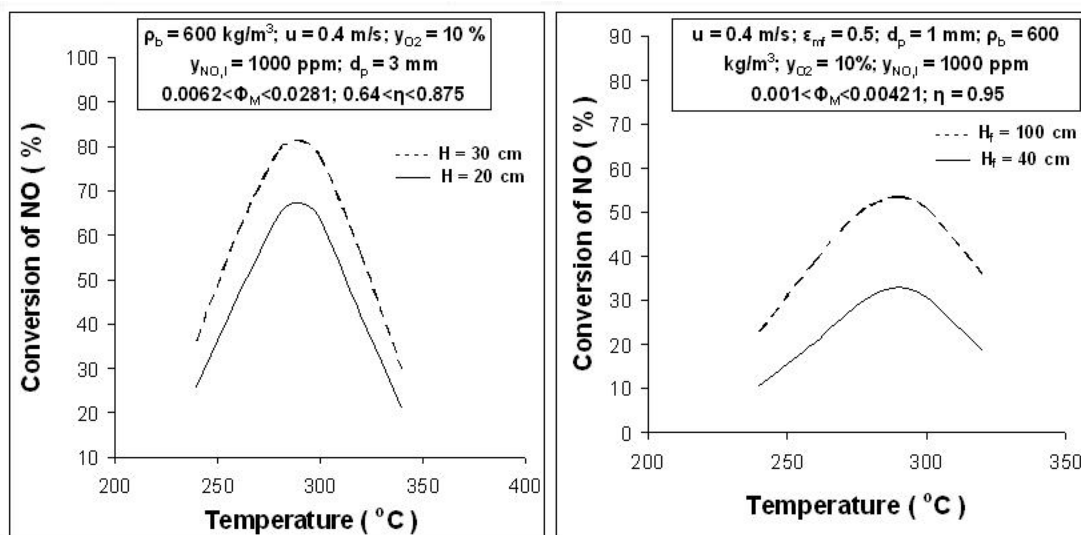 ρb = 600 kg/m³; u = 0.4 m/s; yO2 = 10 %
yNO,I = 1000 ppm; dp = 3 mm
0.0062<ΦM<0.0281; 0.64<η<0.875
H = 30 cm
H = 20 cm
Conversion of NO ( % )
100
90
80
70
60
50
40
30
20
10
200
250
300
350
400
Temperature ( °C )
u = 0.4 m/s; εmf = 0.5; dp = 1 mm; ρb = 600
kg/m³; yO2 = 10%; yNO,I = 1000 ppm
0.001<ΦM<0.00421; η = 0.95
Hf = 100 cm
Hf = 40 cm
Conversion of NO ( % )
90
80
70
60
50
40
30
20
10
0
200
250
300
350
Temperature ( °C )